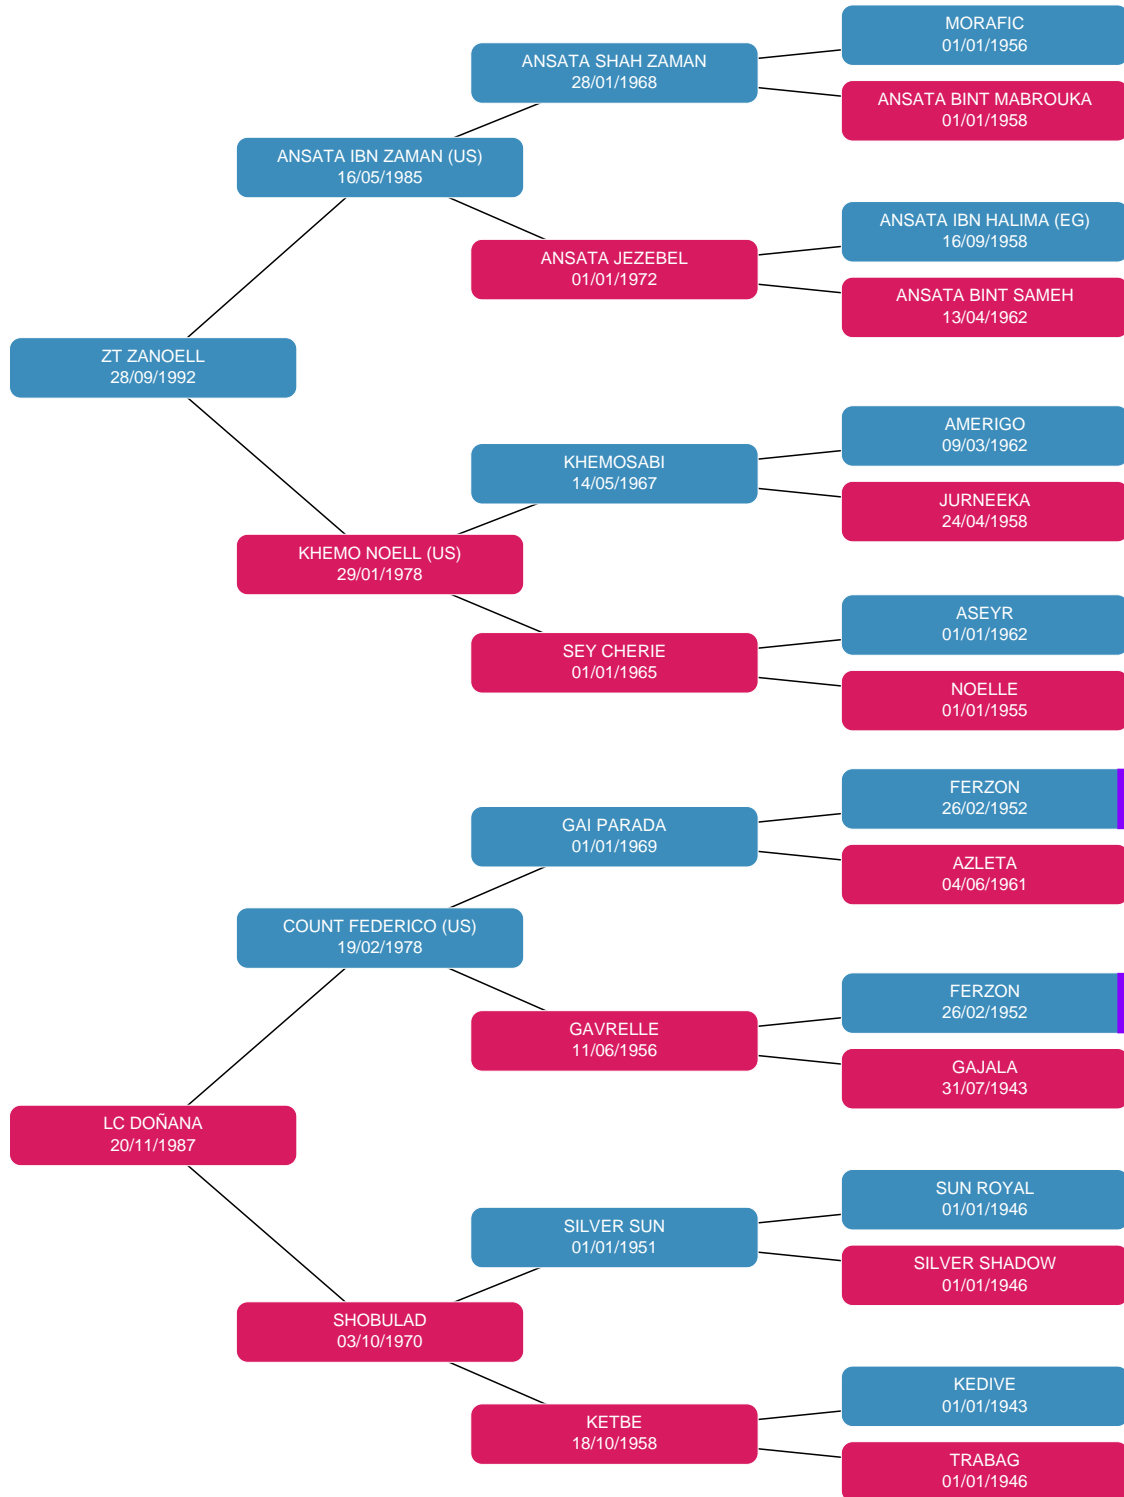 MORAFIC
01/01/1956
ANSATA SHAH ZAMAN
28/01/1968
ANSATA BINT MABROUKA
01/01/1958
ANSATA IBN ZAMAN (US)
16/05/1985
ANSATA IBN HALIMA (EG)
16/09/1958
ANSATA JEZEBEL
01/01/1972
ANSATA BINT SAMEH
13/04/1962
ZT ZANOELL
28/09/1992
AMERIGO
09/03/1962
KHEMOSABI
14/05/1967
JURNEEKA
24/04/1958
KHEMO NOELL (US)
29/01/1978
ASEYR
01/01/1962
SEY CHERIE
01/01/1965
NOELLE
01/01/1955
FERZON
26/02/1952
GAI PARADA
01/01/1969
AZLETA
04/06/1961
COUNT FEDERICO (US)
19/02/1978
FERZON
26/02/1952
GAVRELLE
11/06/1956
GAJALA
31/07/1943
LC DOÑANA
20/11/1987
SUN ROYAL
01/01/1946
SILVER SUN
01/01/1951
SILVER SHADOW
01/01/1946
SHOBULAD
03/10/1970
KEDIVE
01/01/1943
KETBE
18/10/1958
TRABAG
01/01/1946